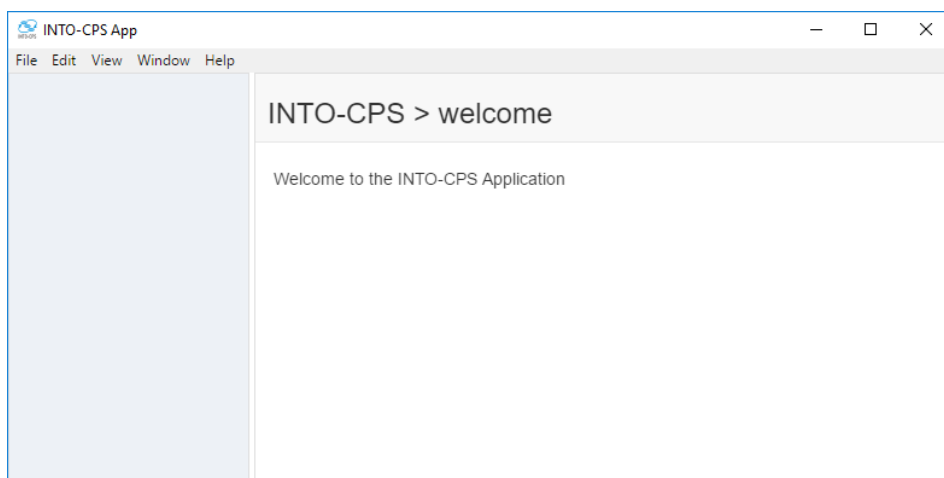 INTO-CPS App
File Edit View Window Help
INTO-CPS > welcome
Welcome to the INTO-CPS Application